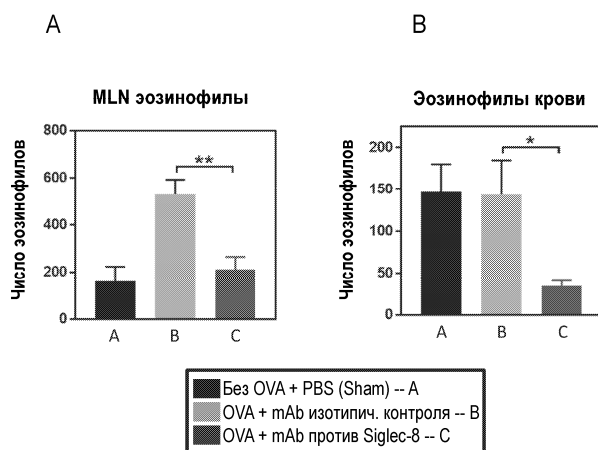 A
B
MLN эозинофилы
Эозинофилы крови
Число эозинофилов
800
600
400
200
0
**
A
B
C
Число эозинофилов
200
150
100
50
0
*
A
B
C
Без OVA + PBS (Sham) -- A
OVA + mAb изотипич. контроля -- B
OVA + mAb против Siglec-8 -- C